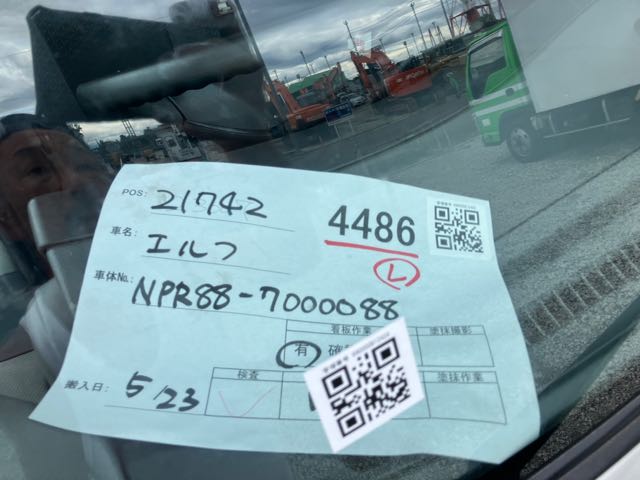 POS: 21742
4486
車名: エルフ
レ
車体No.: NPR88-7000088
看板作業 塗抹撮影
有
搬入日: 5/23
検査 塗抹作業